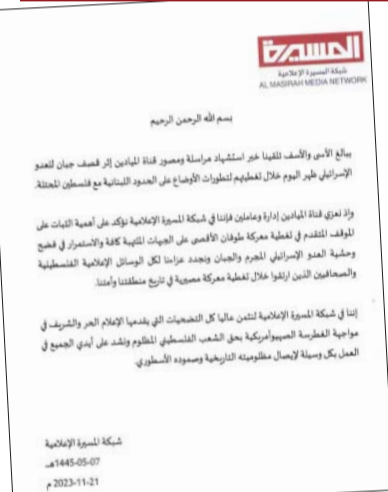 المسيرة
شبكة المسيرة الإعلامية
AL MASIRAH MEDIA NETWORK
بسم الله الرحمن الرحيم
ببالغ الأسى والأسف تلقينا خبر استشهاد مراسلة ومصور قناة الميادين إثر قصف جبان للعدو
الإسرائيلي ظهر اليوم خلال تغطيتهم لتطورات الأوضاع على الحدود اللبنانية مع فلسطين المحتلة.
وإذ نعزي قناة الميادين إدارة وعاملين فإننا في شبكة المسيرة الإعلامية نؤكد على أهمية الثبات على
الموقف المتقدم في تغطية معركة طوفان الأقصى على الجبهات الملتهبة كافة والاستمرار في فضح
وحشية العدو الإسرائيلي المجرم والجبان ونجدد عزاءنا لكل الوسائل الإعلامية الفلسطينية
والصحافيين الذين ارتقوا خلال تغطية معركة مصيرية في تاريخ منطقتنا وأمتنا.
إننا في شبكة المسيرة الإعلامية لنثمن عاليا كل التضحيات التي يقدمها الإعلام الحر والشريف في
مواجهة الغطرسة الصهيوأمريكية بحق الشعب الفلسطيني المظلوم ونشد على أيدي الجميع في
العمل بكل وسيلة لإيصال مظلوميته التاريخية وصموده الأسطوري.
شبكة المسيرة الإعلامية
1445-05-07هـ
2023-11-21 م